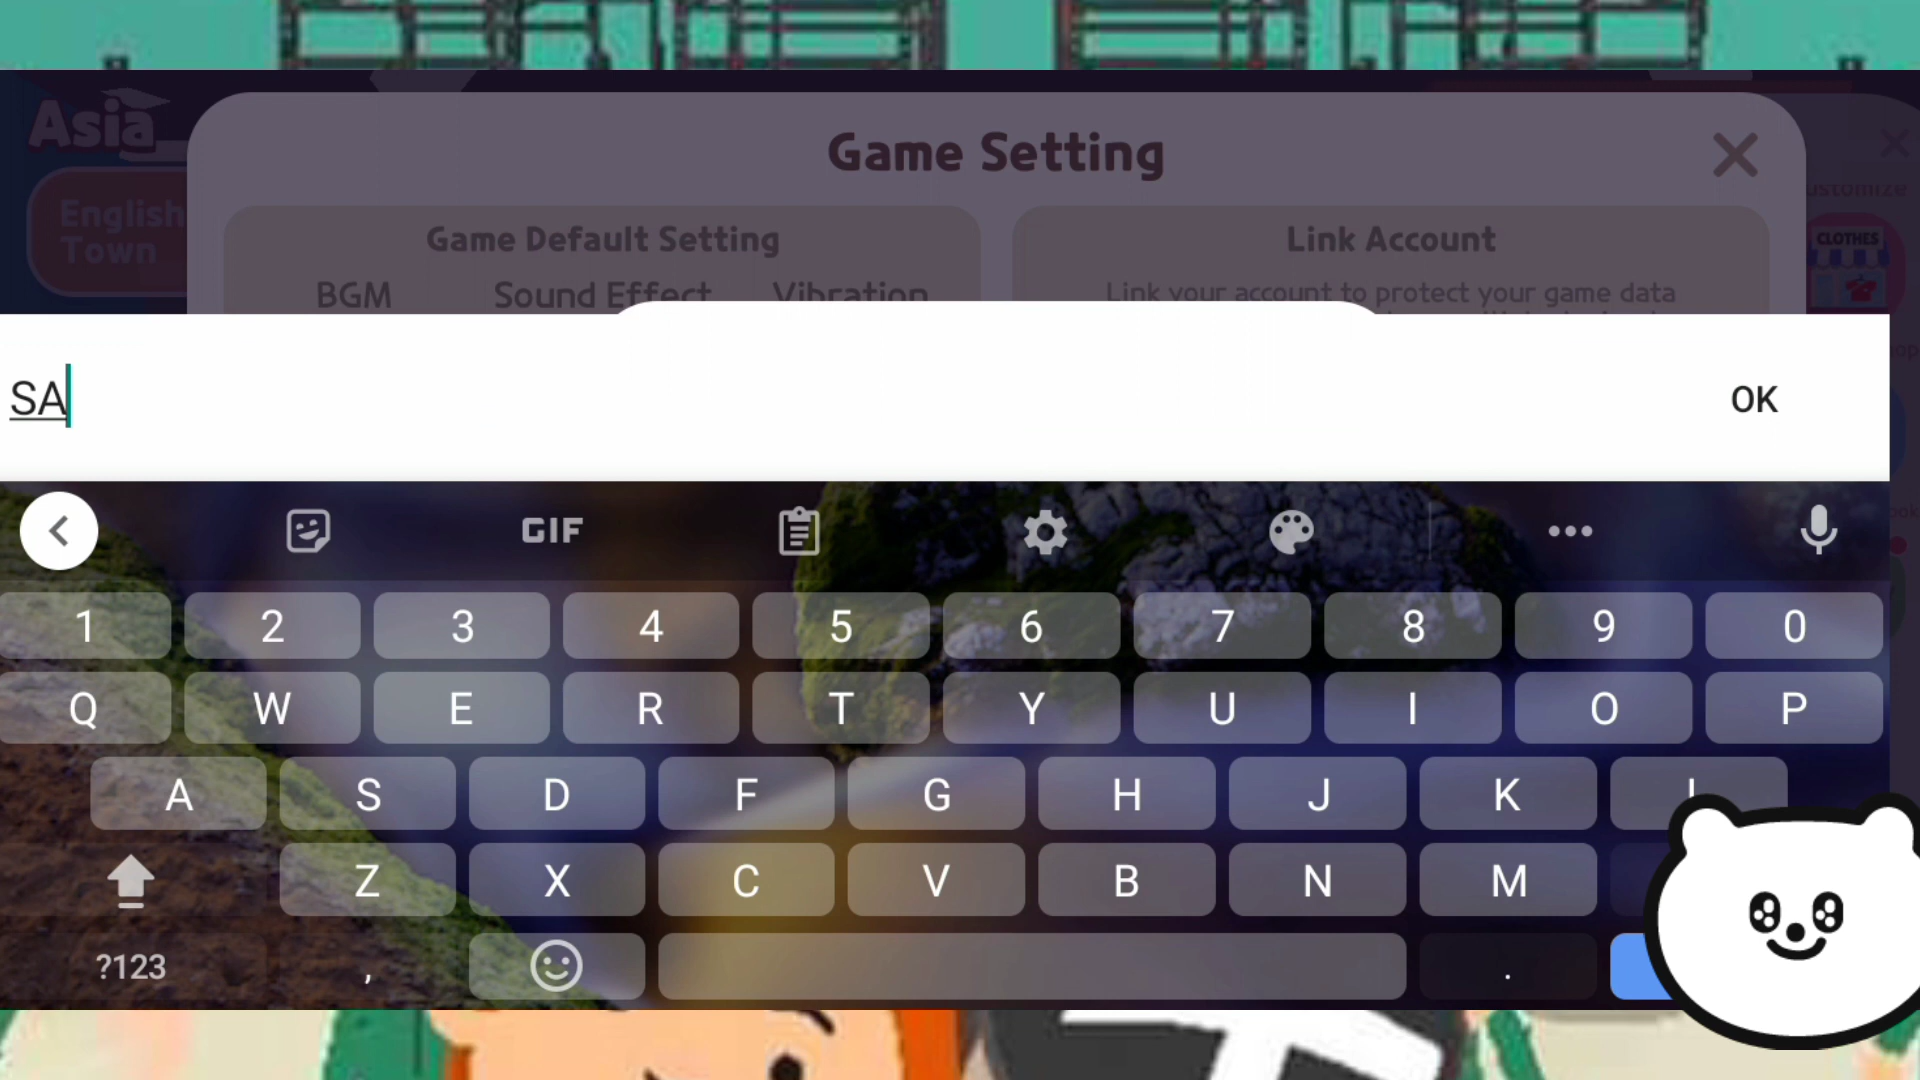 Asia
Game Setting
ustomize
English
Town
Game Default Setting
Link Account
CLOTHES
BGM Sound Effect Vibration
Link your account to protect your game data
SA
OK
GIF
1 2 3 4 5 6 7 8 9 0
Q W E R T Y U I O P
A S D F G H J K L
Z X C V B N M
?123 , .